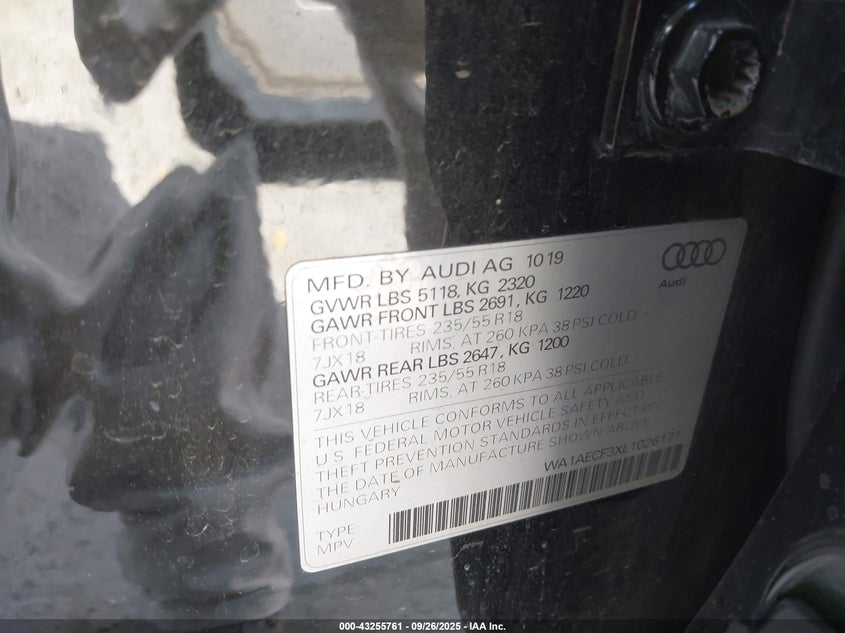 MFD. BY AUDI AG 10 19
GVWR LBS 5118, KG 2320
GAWR FRONT LBS 2691, KG 1220
FRONT-TIRES 235/55 R18
7JX18 RIMS, AT 260 KPA 38 PSI COLD
GAWR REAR LBS 2647, KG 1200
REAR-TIRES 235/55 R18
7JX18 RIMS, AT 260 KPA 38 PSI COLD
THIS VEHICLE CONFORMS TO ALL APPLICABLE
U.S. FEDERAL MOTOR VEHICLE SAFETY AND
THEFT PREVENTION STANDARDS IN EFFECT ON
THE DATE OF MANUFACTURE SHOWN ABOVE.
HUNGARY
WA1AECF3XL1026171
TYPE:
MPV
Audi
000-43255761 - 09/26/2025 - IAA Inc.